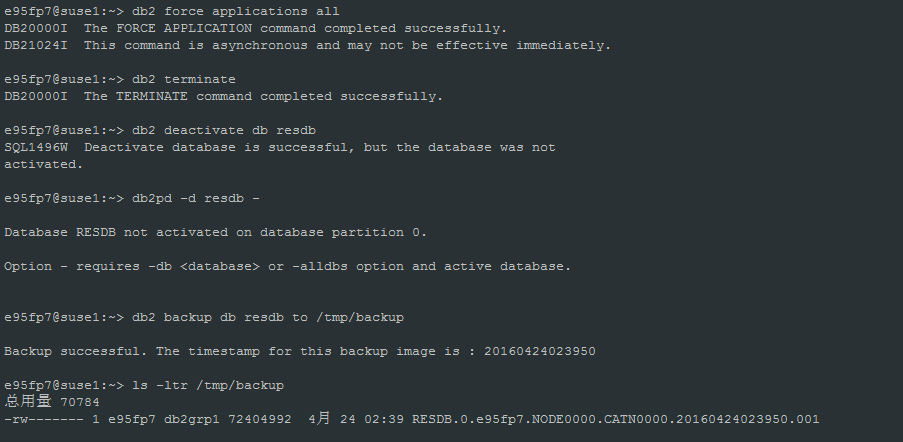 e95fp7@suse1:~> db2 force applications all
DB20000I  The FORCE APPLICATION command completed successfully.
DB21024I  This command is asynchronous and may not be effective immediately.
e95fp7@suse1:~> db2 terminate
DB20000I  The TERMINATE command completed successfully.
e95fp7@suse1:~> db2 deactivate db resdb
SQL1496W  Deactivate database is successful, but the database was not
activated.
e95fp7@suse1:~> db2pd -d resdb -
Database RESDB not activated on database partition 0.
Option - requires -db <database> or -alldbs option and active database.
e95fp7@suse1:~> db2 backup db resdb to /tmp/backup
Backup successful. The timestamp for this backup image is : 20160424023950
e95fp7@suse1:~> ls -ltr /tmp/backup
总用量 70784
-rw------- 1 e95fp7 db2grp1 72404992  4月 24 02:39 RESDB.0.e95fp7.NODE0000.CATN0000.20160424023950.001